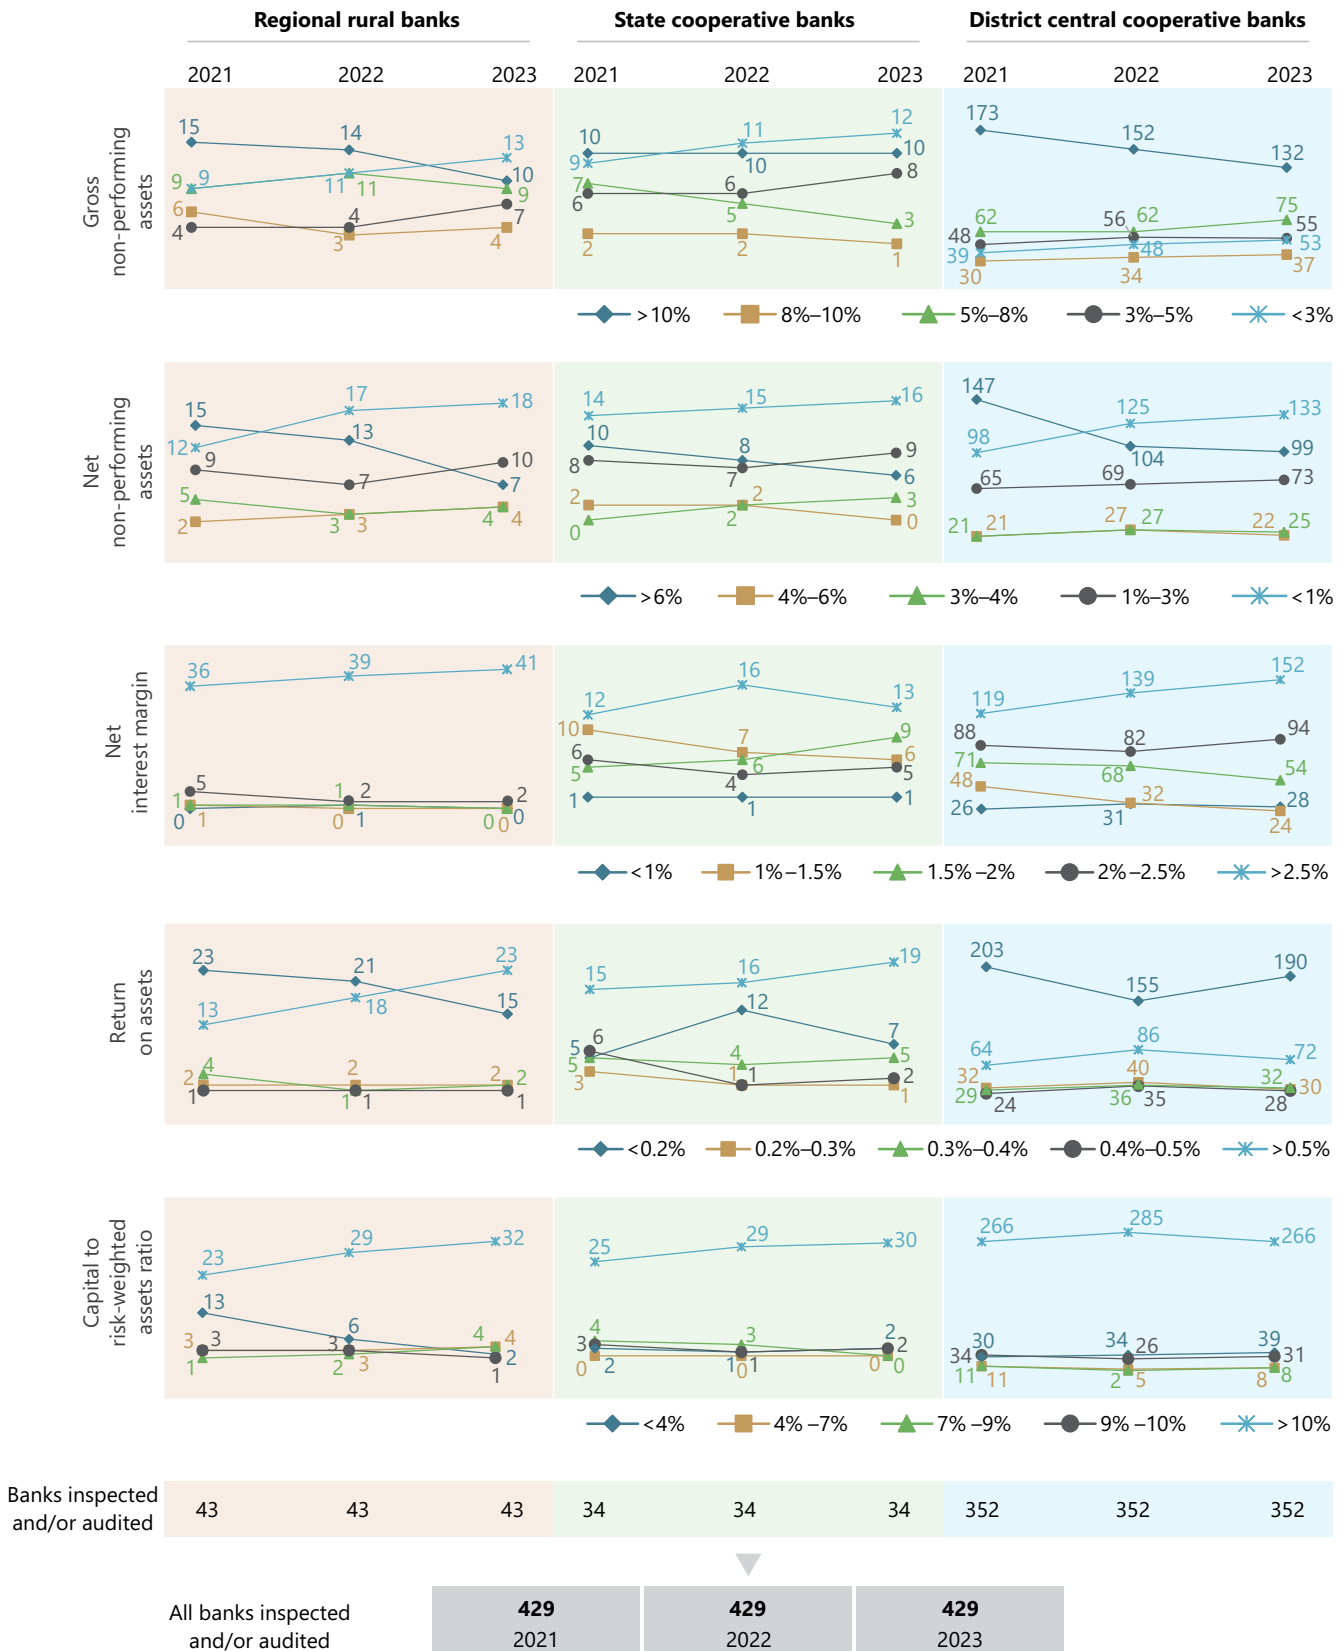 Regional rural banks
State cooperative banks
District central cooperative banks
2021 2022 2023 2021 2022 2023 2021 2022 2023
Gross
non-performing
assets
15 14 13
10
9 9 11 11 9
6 4 7
4 3 4
10 11 12
9 10 10
7 6 8
6 5 3
2 2 1
173 152 132
62 56 62 75
48 55
39 48 53
30 34 37
>10% 8%–10% 5%–8% 3%–5% <3%
Net
non-performing
assets
15 17 18
12 13
9 7 10
7
5 3 3 4 4
2
14 15 16
10 8 9
8 7 6
2 2 3
0 2 0
147 125 133
98 104 99
65 69 73
21 21 27 27 22 25
>6% 4%–6% 3%–4% 1%–3% <1%
Net
interest margin
36 39 41
5 1 2 2
1
0 1 0 1 0 0 0
12 16 13
10 7 9
6 6 6
5 4 5
1 1 1
119 139 152
88 82 94
71 68 54
48 32 28
26 31 24
<1% 1% –1.5% 1.5% –2% 2% –2.5% >2.5%
Return
on assets
23 21 23
13 18 15
4
2 2 2 2
1 1 1 1
15 16 19
12
5 6 7
5 4 5
3 1 1 2
1
203 155 190
64 86 72
32 40 32 30
29 24 36 35 28
<0.2% 0.2%–0.3% 0.3%–0.4% 0.4%–0.5% >0.5%
Capital to
risk-weighted
assets ratio
23 29 32
13 6
3 3 3 4 4
1 2 3 1 2
25 29 30
4 3 2
3 2
0 2 1 0 1 0 0
266 285 266
30 34 26 39
34 31
11 11 2 5 8 8
<4% 4% –7% 7% –9% 9% –10% >10%
Banks inspected
and/or audited
43 43 43 34 34 34 352 352 352
All banks inspected
and/or audited
429 429 429
2021 2022 2023